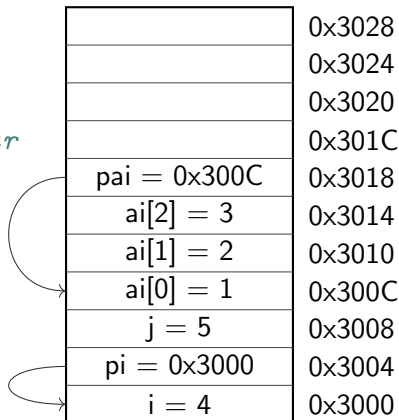 0x3028
0x3024
0x3020
r
0x301C
pai = 0x300C 0x3018
ai[2] = 3 0x3014
ai[1] = 2 0x3010
ai[0] = 1 0x300C
j = 5 0x3008
pi = 0x3000 0x3004
i = 4 0x3000